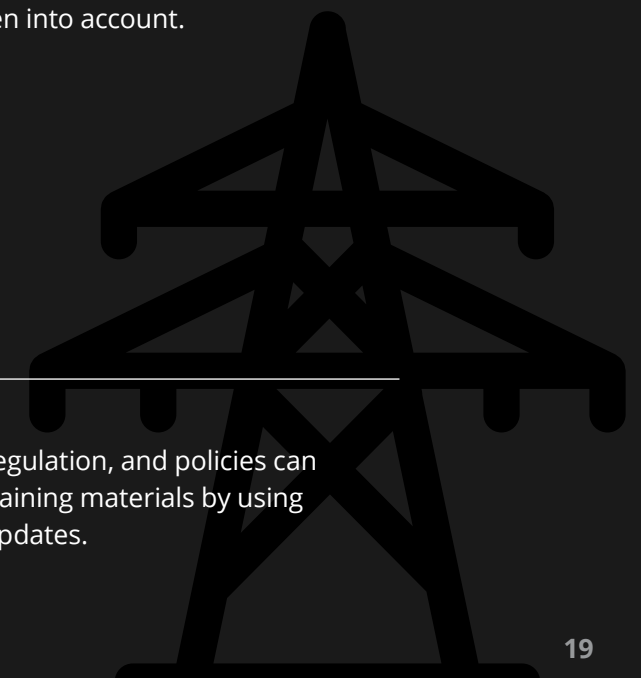 en into account.
egulation, and policies can
aining materials by using
pdates.
19